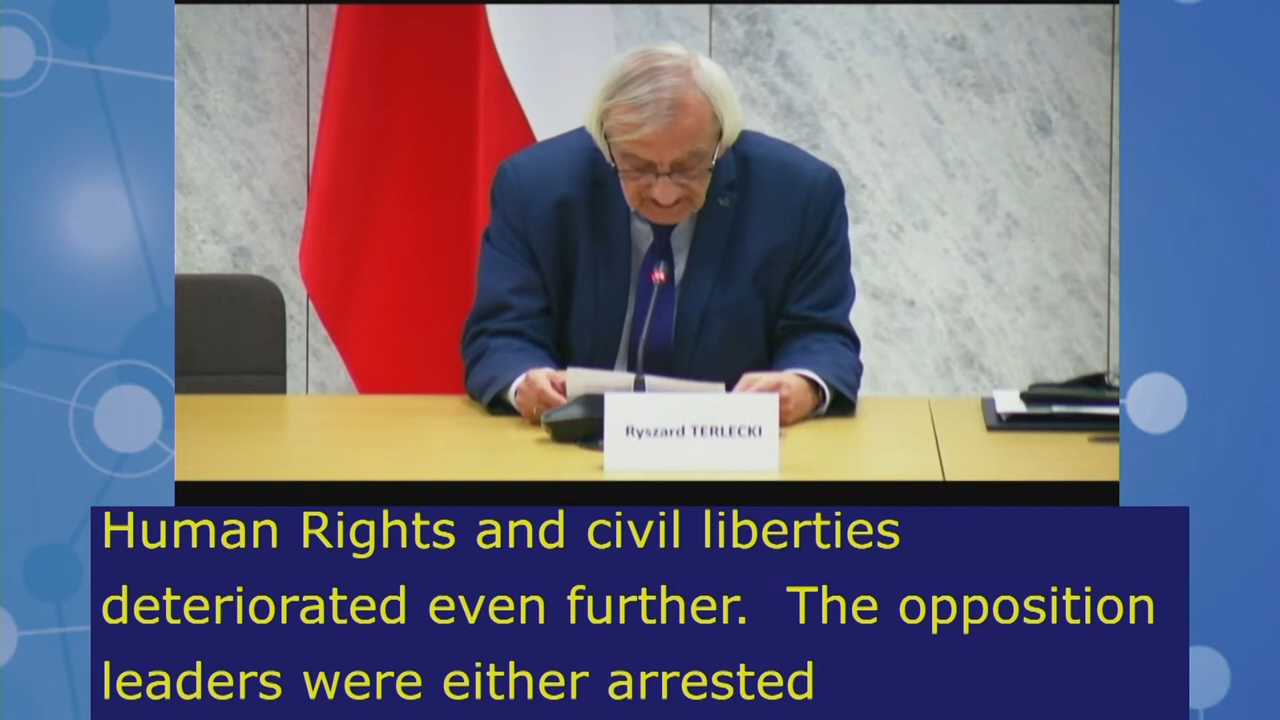 Ryszard TERLECKI
Human Rights and civil liberties
deteriorated even further.  The opposition
leaders were either arrested